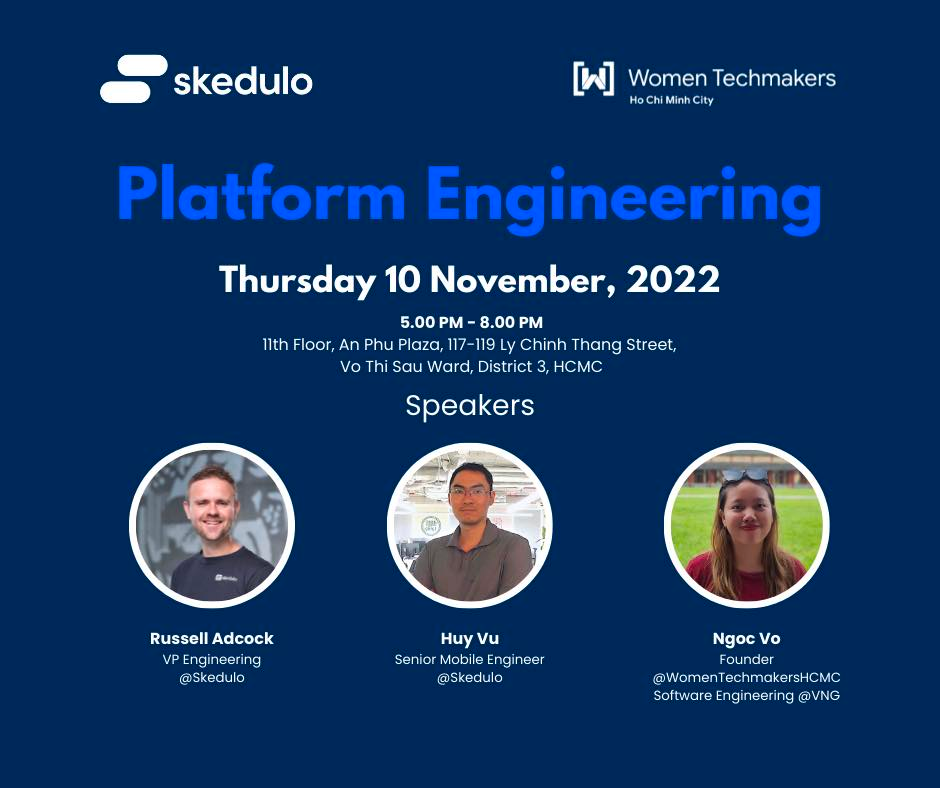 skedulo
Women Techmakers
Ho Chi Minh City
Platform Engineering
Thursday 10 November, 2022
5.00 PM - 8.00 PM
11th Floor, An Phu Plaza, 117-119 Ly Chinh Thang Street,
Vo Thi Sau Ward, District 3, HCMC
Speakers
skedulo
Russell Adcock
VP Engineering
@Skedulo
Huy Vu
Senior Mobile Engineer
@Skedulo
Ngoc Vo
Founder
@WomenTechmakersHCMC
Software Engineering @VNG